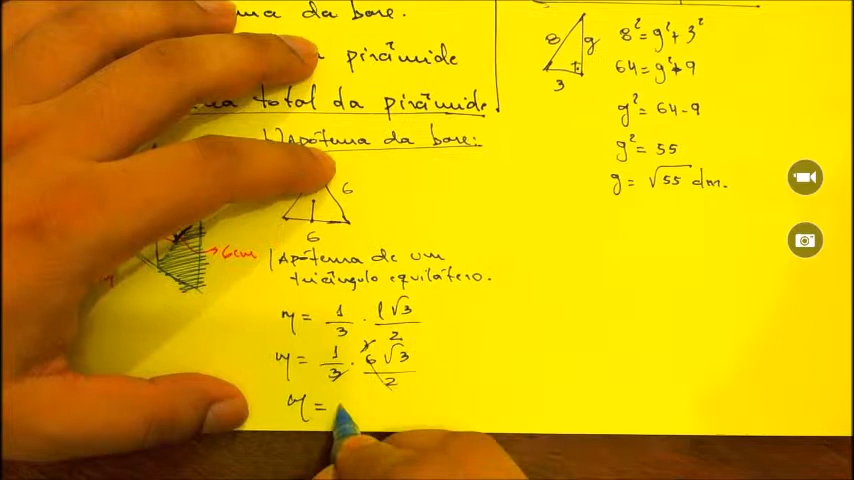 da base.
pirâmide
total da pirâmide
Apótema da base:
6
6
6cm
Apótema de um
triângulo equilátero.
m = 1/3 . l√3/2
m = 1/3 . 6√3/2
m =
8 g
3
8² = g² + 3²
64 = g² + 9
g² = 64 - 9
g² = 55
g = √55 dm.